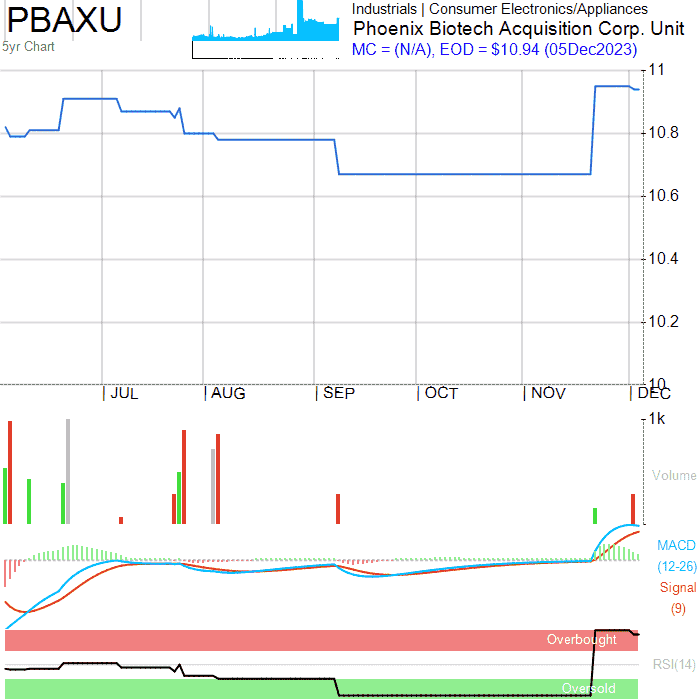 PBAXU
5yr Chart
Industrials | Consumer Electronics/Appliances
Phoenix Biotech Acquisition Corp. Unit
MC = (N/A), EOD = $10.94 (05Dec2023)
11
10.8
10.6
10.4
10.2
10
| JUL | AUG | SEP | OCT | NOV | DEC
1k
Volume
MACD
(12-26)
Signal
(9)
Overbought
RSI(14)
Oversold